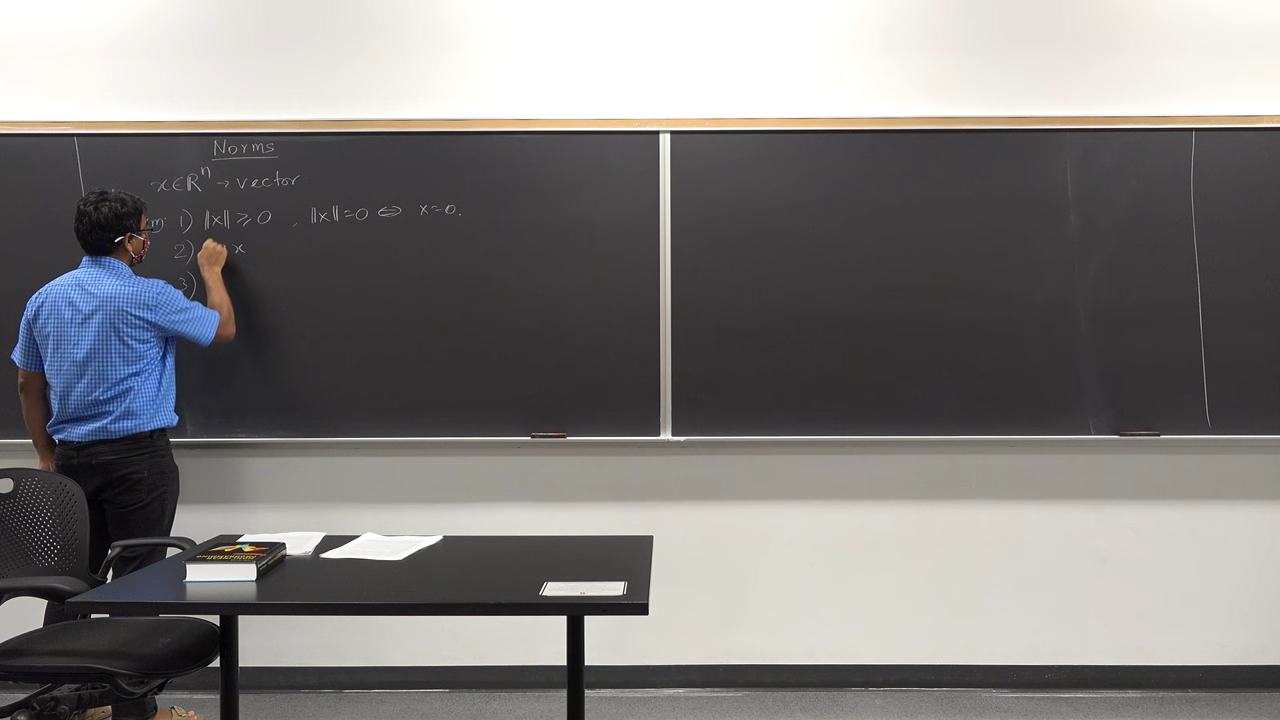 Norms
x ∈ ℝⁿ → vector
1) ‖x‖ ≥ 0, ‖x‖ = 0 ⇔ x = 0.
2) x
3)